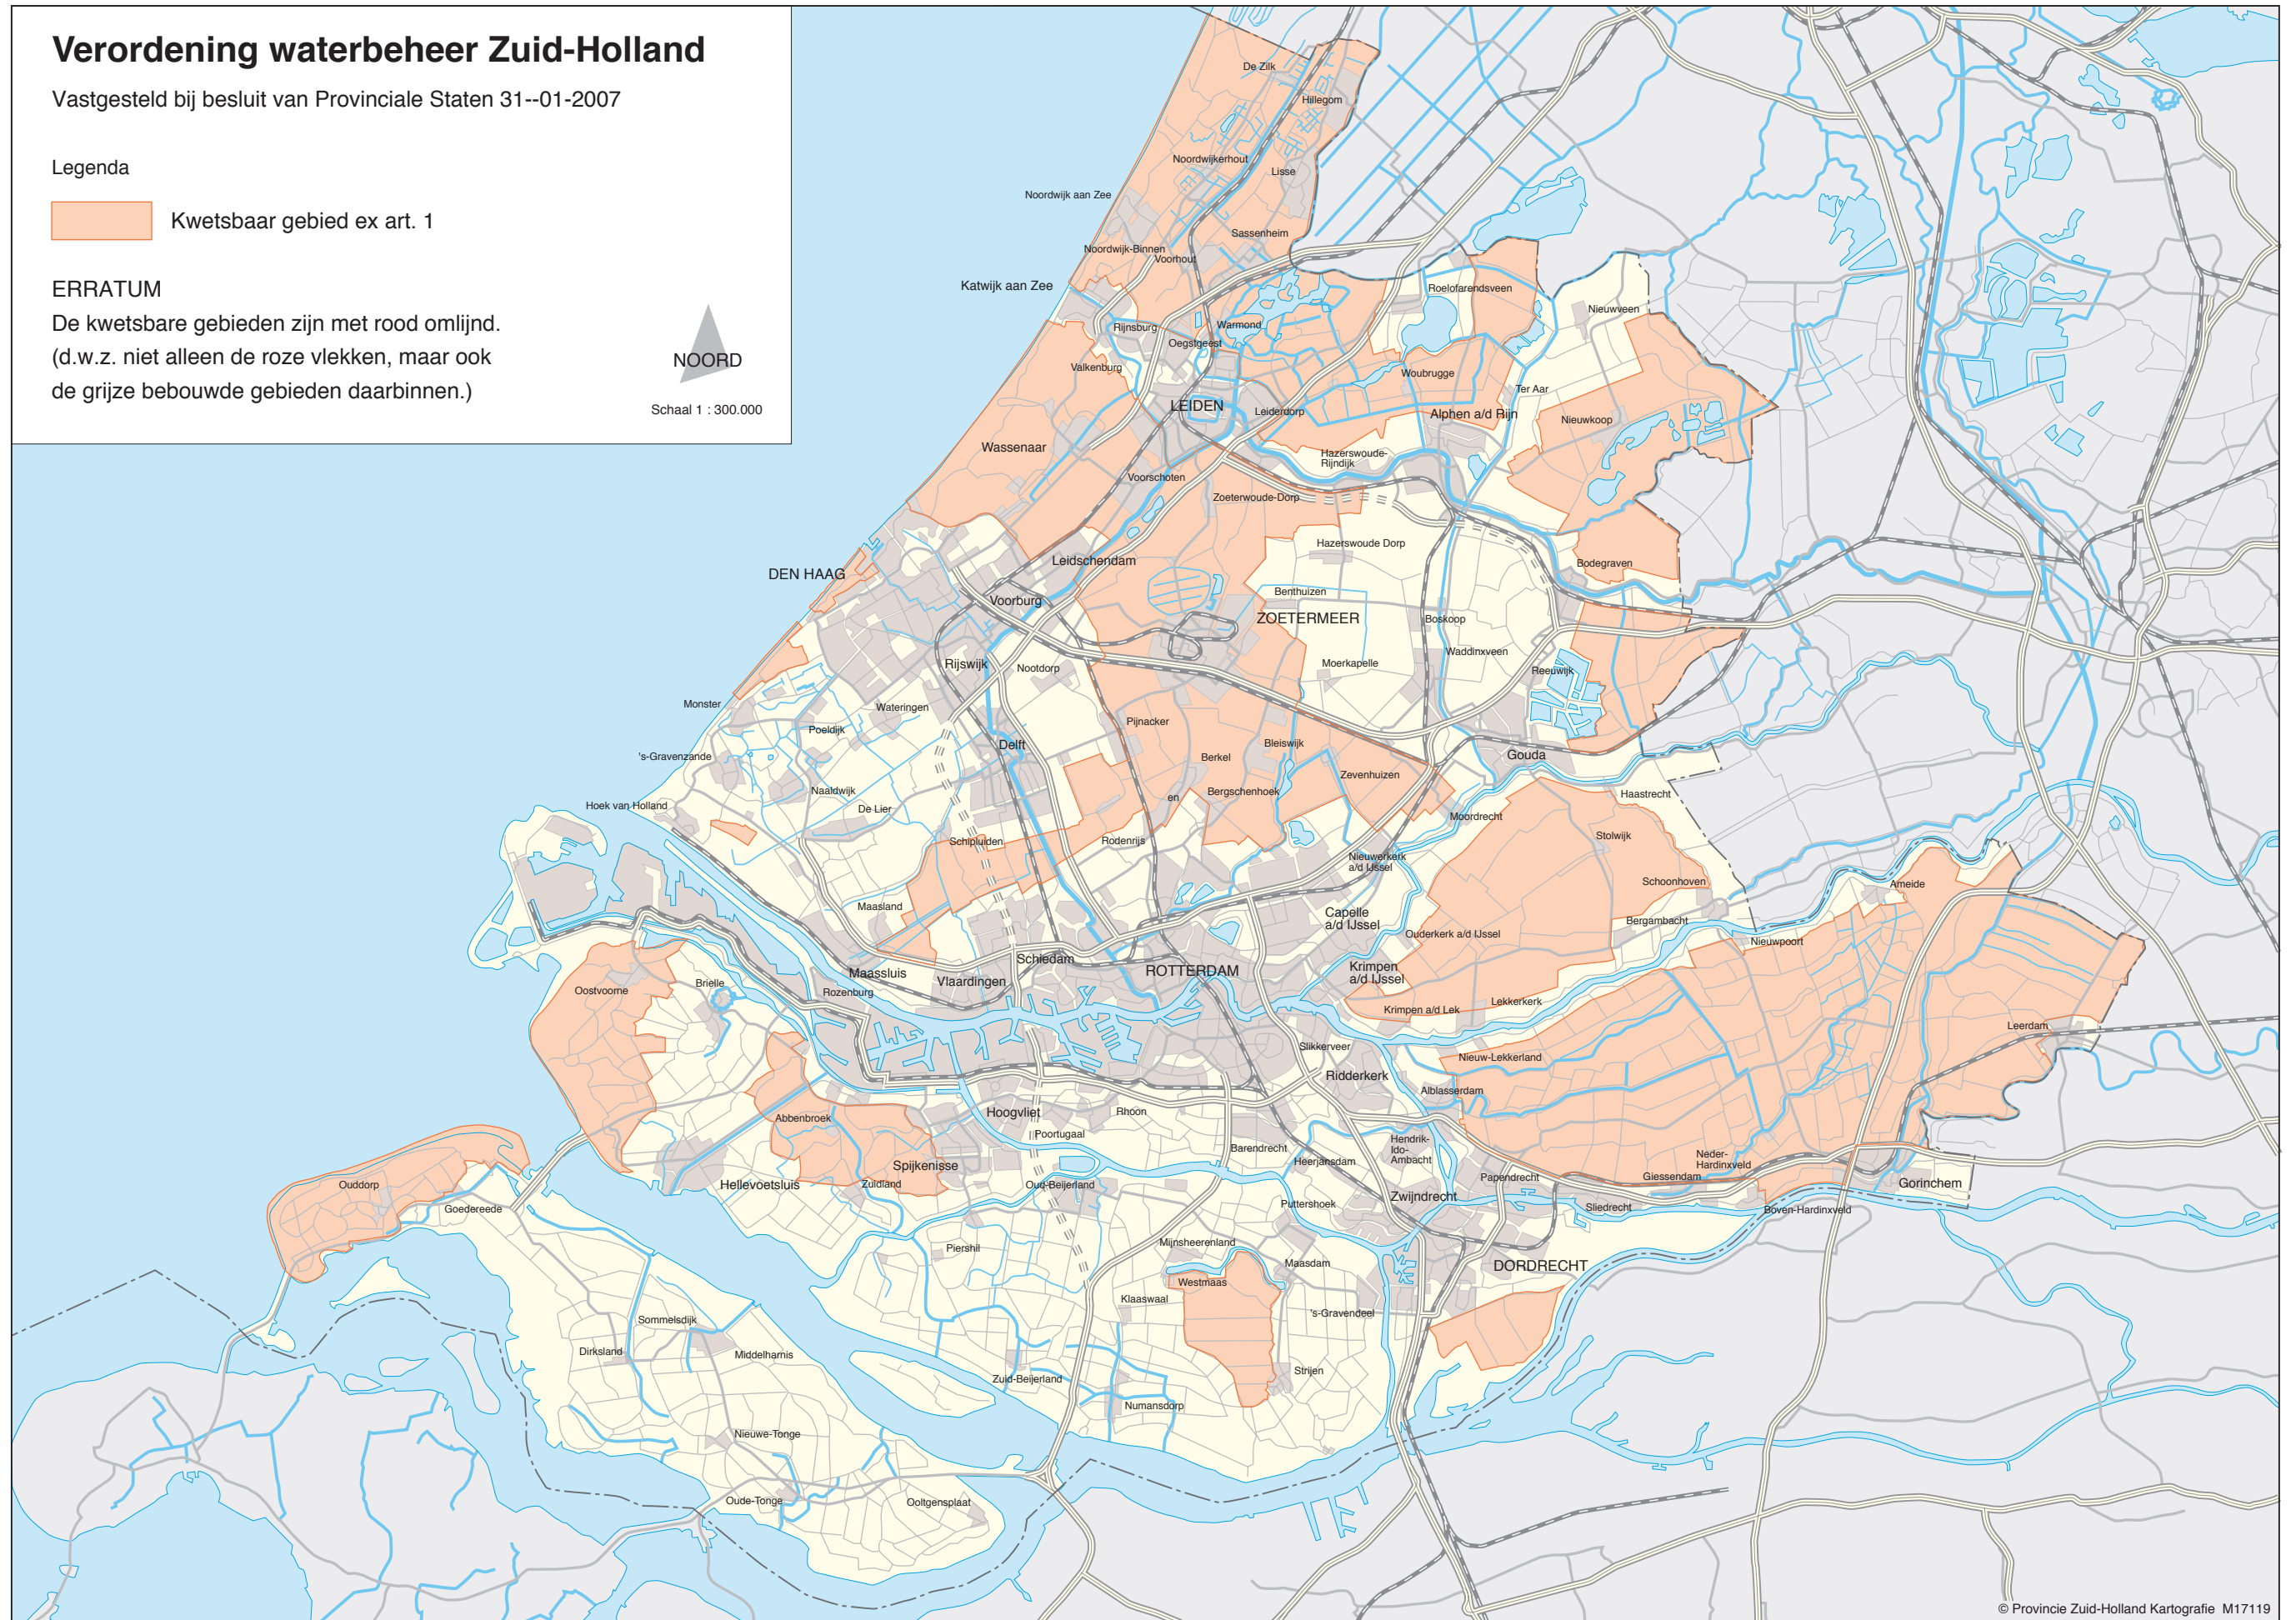 Verordening waterbeheer Zuid-Holland
Vastgesteld bij besluit van Provinciale Staten 31--01-2007
Legenda
Kwetsbaar gebied ex art. 1
ERRATUM
De kwetsbare gebieden zijn met rood omlijnd.
(d.w.z. niet alleen de roze vlekken, maar ook
de grijze bebouwde gebieden daarbinnen.)
NOORD
Schaal 1 : 300.000
De Zilk
Hillegom
Noordwijkerhout
Lisse
Noordwijk aan Zee
Sassenheim
Noordwijk-Binnen
Voorhout
Katwijk aan Zee
Roelofarendsveen
Nieuwveen
Rijnsburg
Warmond
Oegstgeest
Valkenburg
Woubrugge
Ter Aar
LEIDEN
Leiderdorp
Alphen a/d Rijn
Nieuwkoop
Wassenaar
Hazerswoude-
Rijndijk
Voorschoten
Zoeterwoude-Dorp
Hazerswoude Dorp
Leidschendam
Bodegraven
DEN HAAG
Benthuizen
Voorburg
ZOETERMEER
Boskoop
Waddinxveen
Rijswijk
Nootdorp
Moerkapelle
Reeuwijk
Monster
Wateringen
Poeldijk
Pijnacker
Delft
Bleiswijk
's-Gravenzande
Berkel
Gouda
Zevenhuizen
Naaldwijk
Bergschenhoek
en
Haastrecht
Hoek van Holland
De Lier
Moordrecht
Schipluiden
Rodenrijs
Stolwijk
Nieuwerkerk
a/d IJssel
Schoonhoven
Ameide
Maasland
Capelle
a/d IJssel
Bergambacht
Ouderkerk a/d IJssel
Nieuwpoort
Schiedam
Maassluis
ROTTERDAM
Krimpen
a/d IJssel
Vlaardingen
Oostvoorne
Brielle
Rozenburg
Lekkerkerk
Krimpen a/d Lek
Leerdam
Slikkerveer
Nieuw-Lekkerland
Ridderkerk
Alblasserdam
Abbenbroek
Hoogvliet
Rhoon
Poortugaal
Barendrecht
Hendrik-
Ido-
Ambacht
Heerjansdam
Neder-
Hardinxveld
Spijkenisse
Giessendam
Papendrecht
Ouddorp
Hellevoetsluis
Zuidland
Oud-Beijerland
Gorinchem
Zwijndrecht
Goedereede
Puttershoek
Sliedrecht
Boven-Hardinxveld
Piershil
Mijnsheerenland
Maasdam
DORDRECHT
Westmaas
Klaaswaal
's-Gravendeel
Sommelsdijk
Dirksland
Middelharnis
Strijen
Zuid-Beijerland
Numansdorp
Nieuwe-Tonge
Oude-Tonge
Ooltgensplaat
© Provincie Zuid-Holland Kartografie M17119